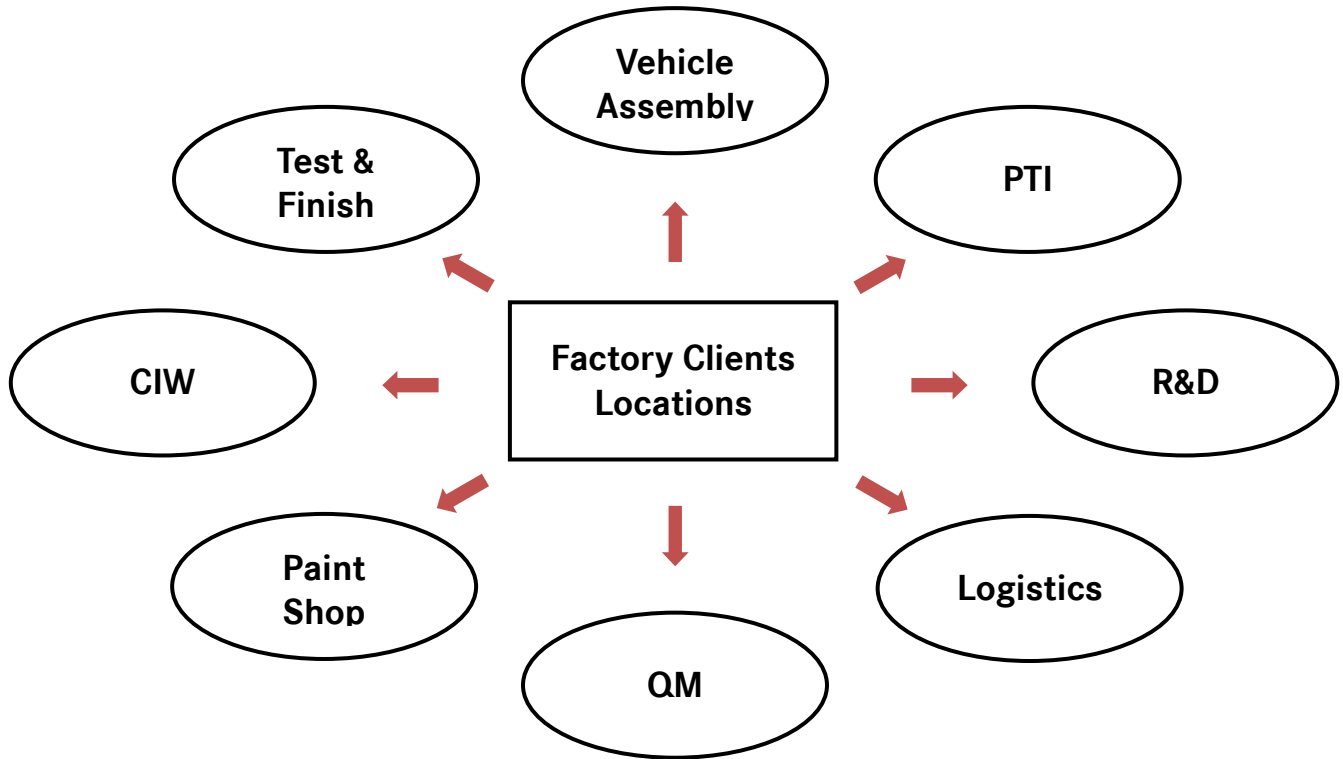 Vehicle
Assembly
Test &
Finish
PTI
CIW
Factory Clients
Locations
R&D
Paint
Shop
Logistics
QM